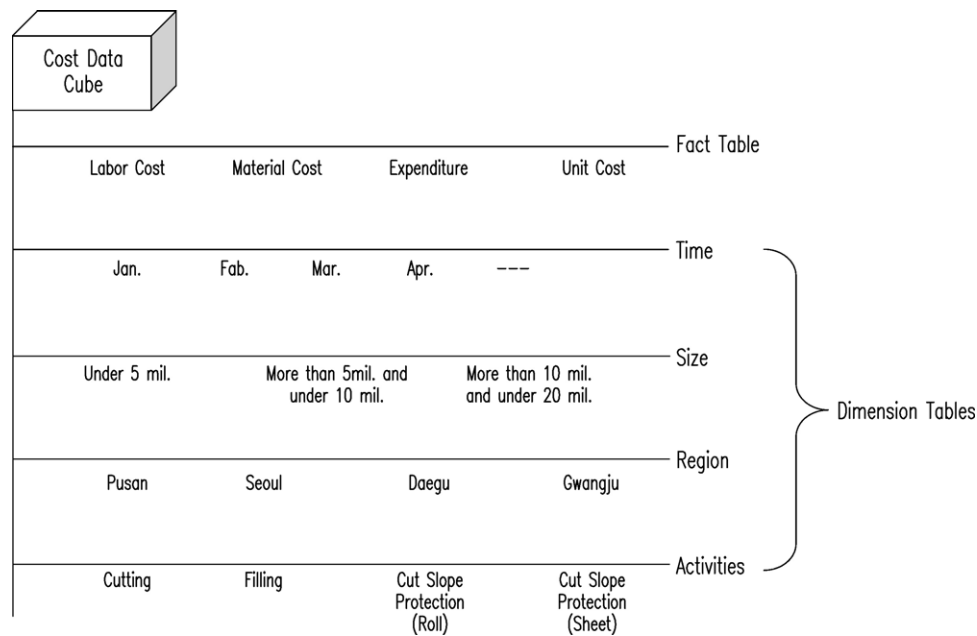 Cost Data
Cube
Fact Table
Labor Cost Material Cost Expenditure Unit Cost
Time
Jan. Fab. Mar. Apr. ---
Size
Under 5 mil. More than 5mil. and More than 10 mil.
under 10 mil. and under 20 mil.
Dimension Tables
Region
Pusan Seoul Daegu Gwangju
Activities
Cutting Filling Cut Slope Cut Slope
Protection Protection
(Roll) (Sheet)